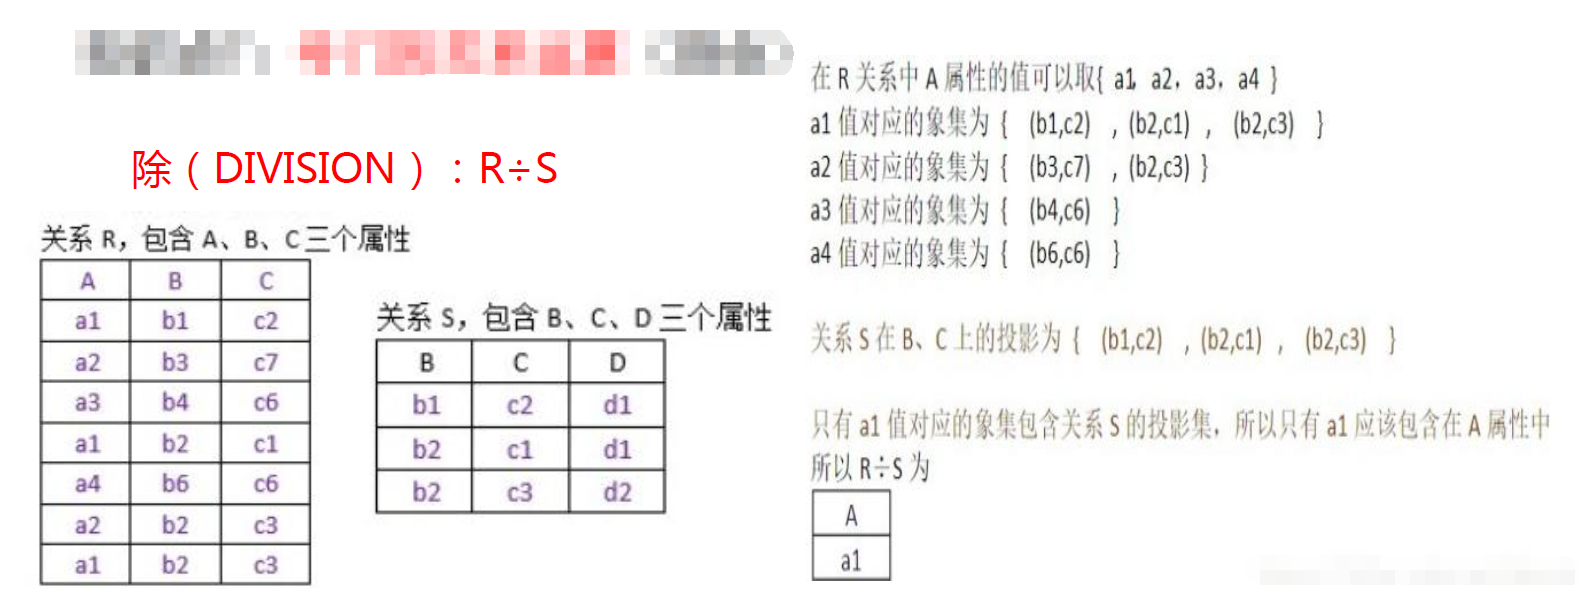 除（DIVISION）：R÷S
关系 R，包含 A、B、C 三个属性
A B C
a1 b1 c2
a2 b3 c7
a3 b4 c6
a1 b2 c1
a4 b6 c6
a2 b2 c3
a1 b2 c3
关系 S，包含 B、C、D 三个属性
B C D
b1 c2 d1
b2 c1 d1
b2 c3 d2
在 R 关系中 A 属性的值可以取{ a1, a2，a3，a4 }
a1 值对应的象集为 { (b1,c2) , (b2,c1) , (b2,c3) }
a2 值对应的象集为 { (b3,c7) , (b2,c3) }
a3 值对应的象集为 { (b4,c6) }
a4 值对应的象集为 { (b6,c6) }
关系 S 在 B、C 上的投影为 { (b1,c2) , (b2,c1) , (b2,c3) }
只有 a1 值对应的象集包含关系 S 的投影集，所以只有 a1 应该包含在 A 属性中
所以 R÷S 为
A
a1